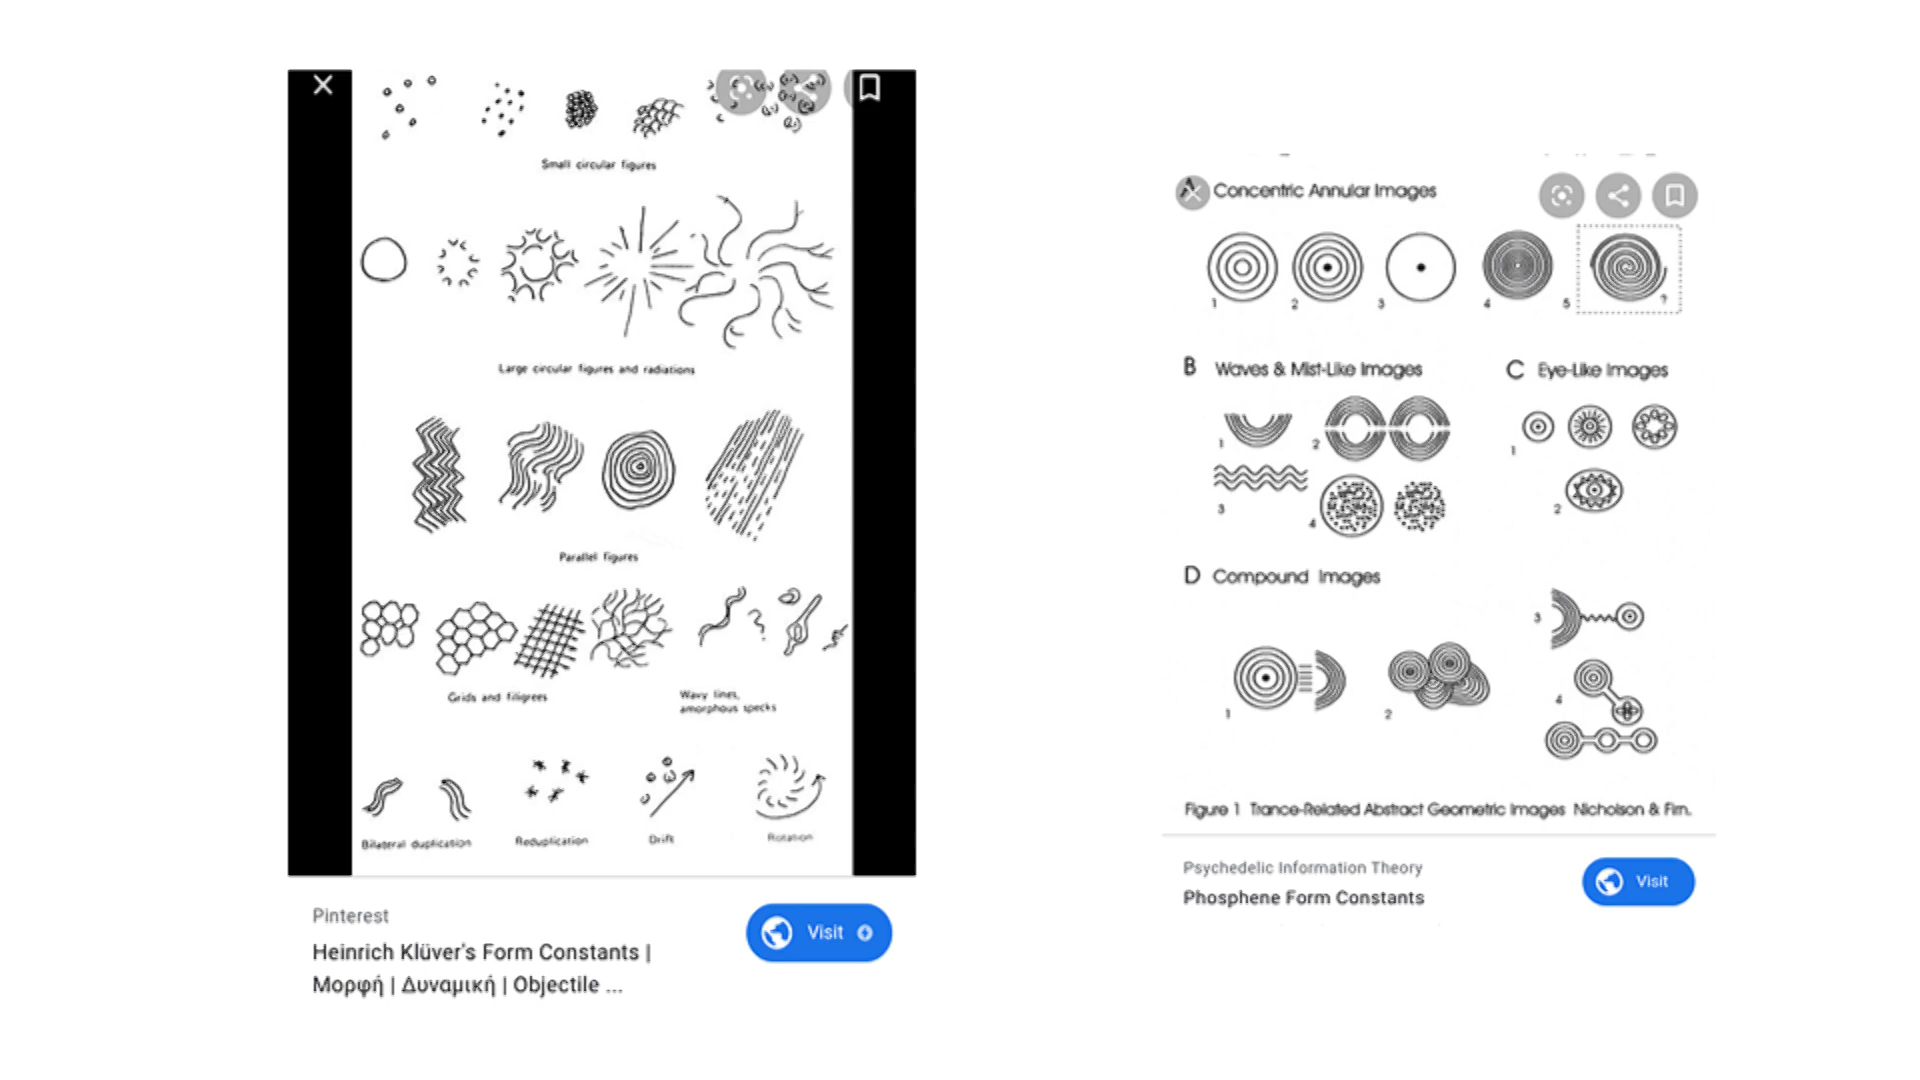 Small circular figures
Large circular figures and radiations
Parallel figures
Grids and filigrees
Wavy lines,
amorphous specks
Bilateral duplication
Reduplication
Drift
Rotation
Pinterest
Heinrich Klüver's Form Constants |
Μορφή | Δυναμική | Objectile ...
Visit
A Concentric Annular Images
1 2 3 4 5 ?
B Waves & Mist-Like Images
1 2
3 4
C Eye-Like Images
1
2
D Compound Images
1 2
3
4
Figure 1 Trance-Related Abstract Geometric Images Nicholson & Firn.
Psychedelic Information Theory
Phosphene Form Constants
Visit